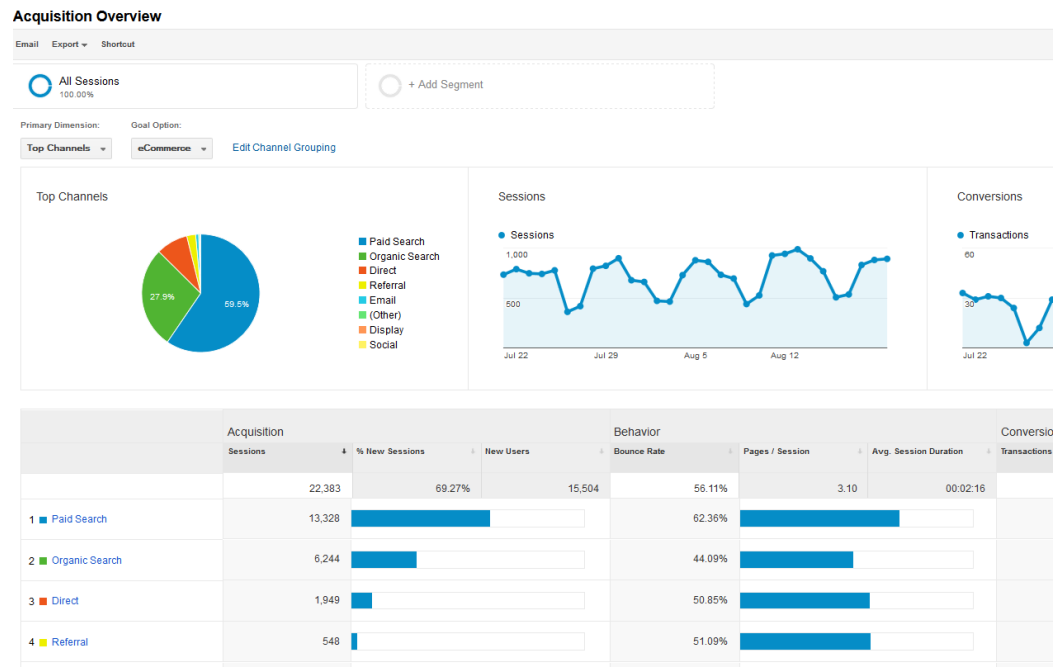 Acquisition Overview
Email Export Shortcut
All Sessions
100.00%
+ Add Segment
Primary Dimension: Goal Option:
Top Channels eCommerce Edit Channel Grouping
Top Channels
27.9%
59.5%
Paid Search
Organic Search
Direct
Referral
Email
(Other)
Display
Social
Sessions
Sessions
1,000
500
Jul 22 Jul 29 Aug 5 Aug 12
Conversions
Transactions
60
30
Jul 22
Acquisition Behavior Conversio
Sessions % New Sessions New Users Bounce Rate Pages / Session Avg. Session Duration Transactions
22,383 69.27% 15,504 56.11% 3.10 00:02:16
1 Paid Search 13,328 62.36%
2 Organic Search 6,244 44.09%
3 Direct 1,949 50.85%
4 Referral 548 51.09%